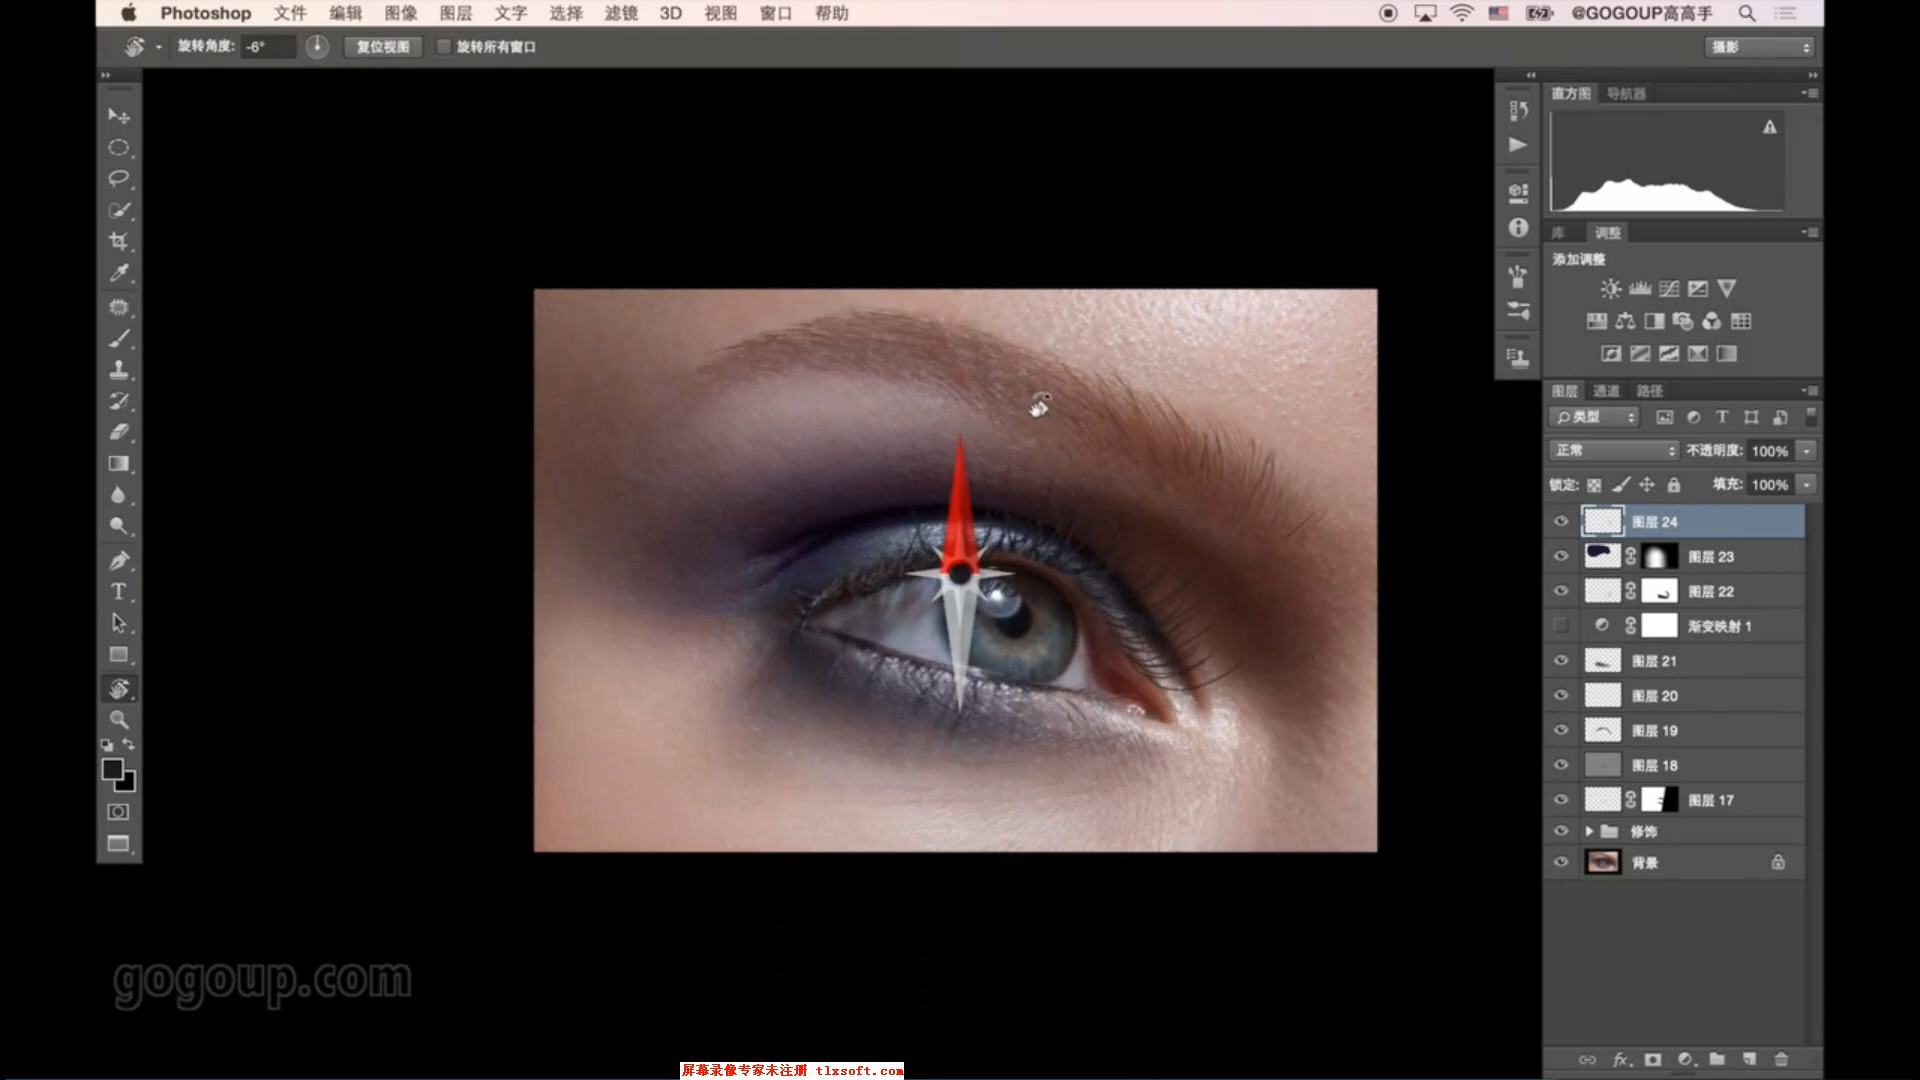 Photoshop 文件 编辑 图像 图层 文字 选择 滤镜 3D 视图 窗口 帮助 @GOGOUP高高手
旋转角度: -6° 复位视图 旋转所有窗口 摄影
直方图 导航器
库 调整
添加调整
图层 通道 路径
类型
正常 不透明度: 100%
锁定: 填充: 100%
图层 24
图层 23
图层 22
渐变映射 1
图层 21
图层 20
图层 19
图层 18
图层 17
修饰
背景
gogoup.com
屏幕录像专家未注册 tlxsoft.com